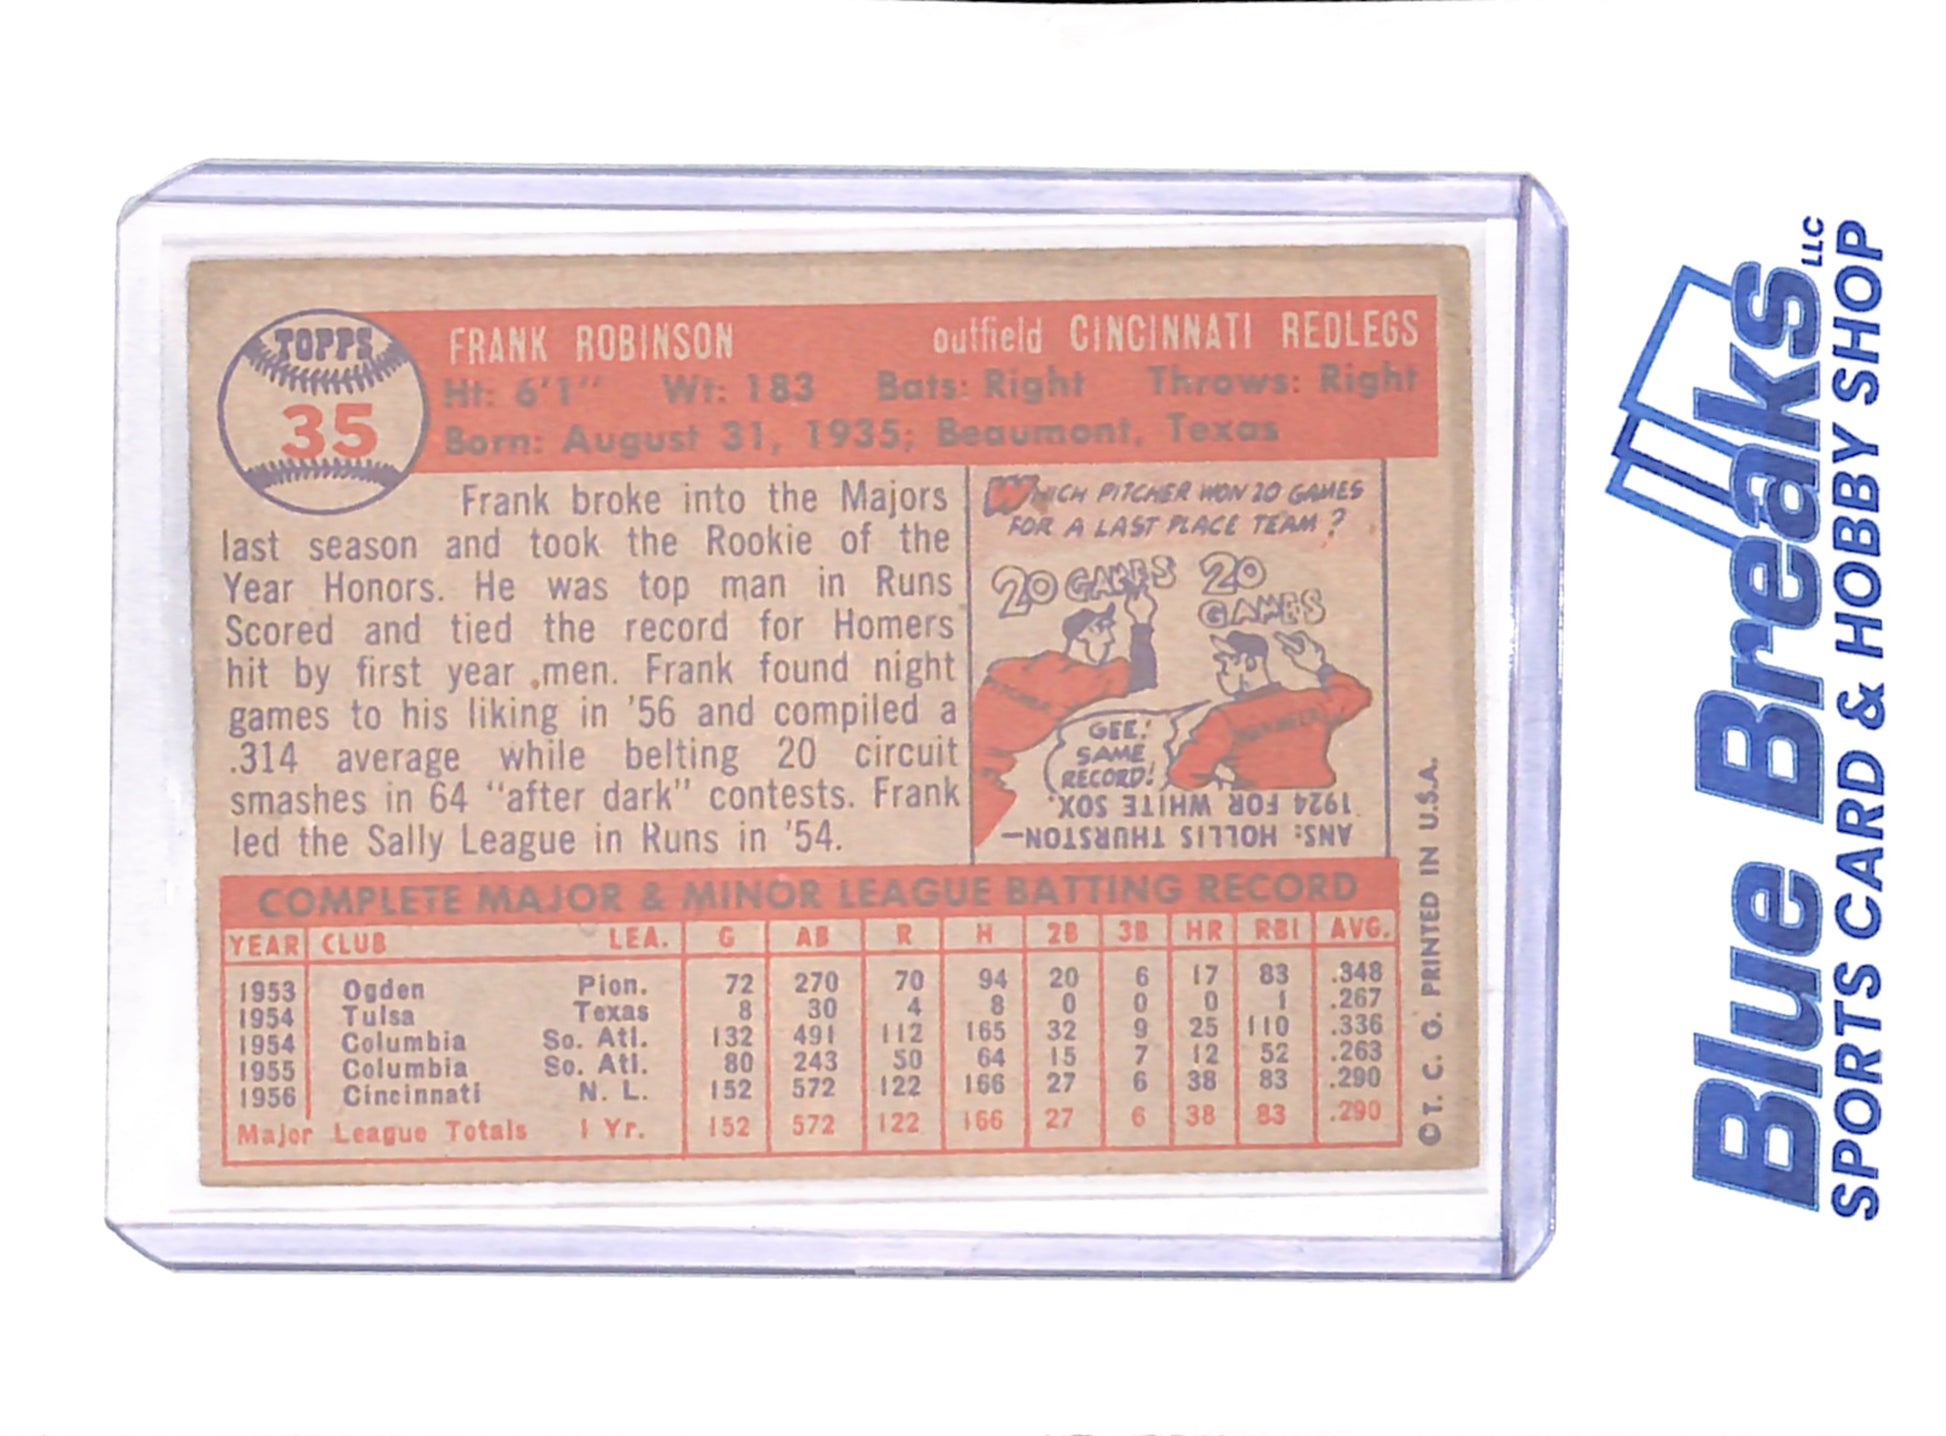 TOPPS
35
FRANK ROBINSON outfield CINCINNATI REDLEGS
Ht: 6'1" Wt: 183 Bats: Right Throws: Right
Born: August 31, 1935; Beaumont, Texas
Frank broke into the Majors
last season and took the Rookie of the
Year Honors. He was top man in Runs
Scored and tied the record for Homers
hit by first year men. Frank found night
games to his liking in '56 and compiled a
.314 average while belting 20 circuit
smashes in 64 "after dark" contests. Frank
led the Sally League in Runs in '54.
WHICH PITCHER WON 20 GAMES
FOR A LAST PLACE TEAM?
20 GAMES 20
GAMES
GEE!
SAME
RECORD!
ANS: HOLLIS THURSTON—
1924 FOR WHITE SOX.
COMPLETE MAJOR & MINOR LEAGUE BATTING RECORD
YEAR CLUB LEA. G AB R H 2B 3B HR RBI AVG.
1953 Ogden Pion. 72 270 70 94 20 6 17 83 .348
1954 Tulsa Texas 8 30 4 8 0 0 0 1 .267
1954 Columbia So. Atl. 132 491 112 165 32 9 25 110 .336
1955 Columbia So. Atl. 80 243 50 64 15 7 12 52 .263
1956 Cincinnati N. L. 152 572 122 166 27 6 38 83 .290
Major League Totals 1 Yr. 152 572 122 166 27 6 38 83 .290
© T. C. G. PRINTED IN U.S.A.
Blue Breaks LLC
SPORTS CARD & HOBBY SHOP